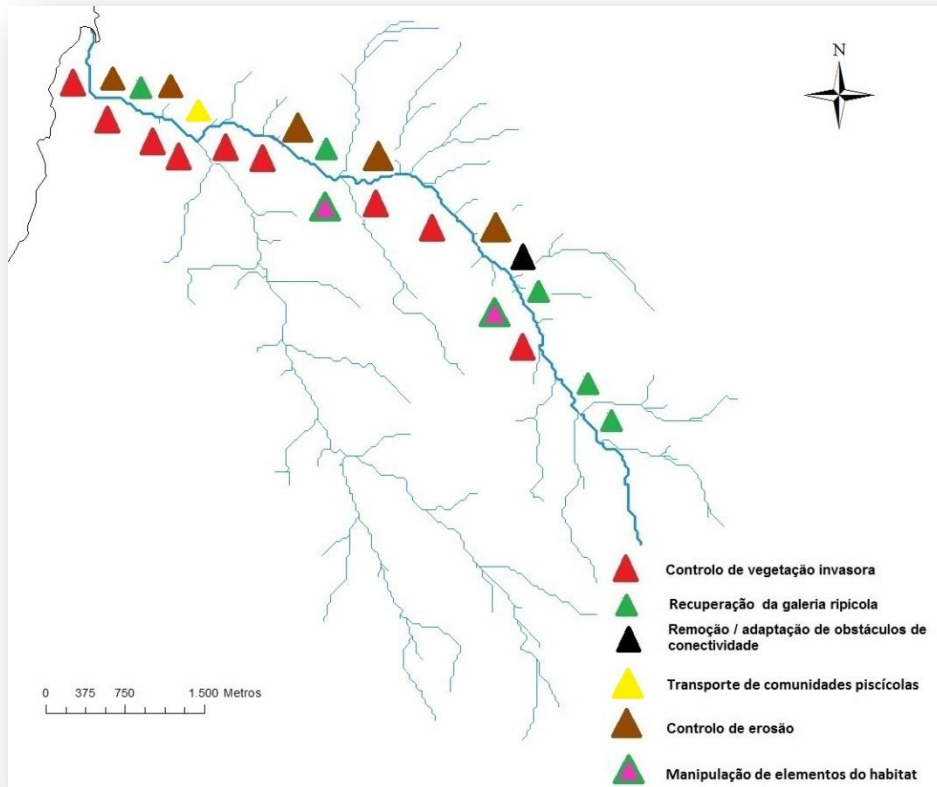 N
Controlo de vegetação invasora
Recuperação da galeria ripícola
Remoção / adaptação de obstáculos de
conectividade
Transporte de comunidades piscícolas
Controlo de erosão
Manipulação de elementos do habitat
0 375 750 1.500 Metros